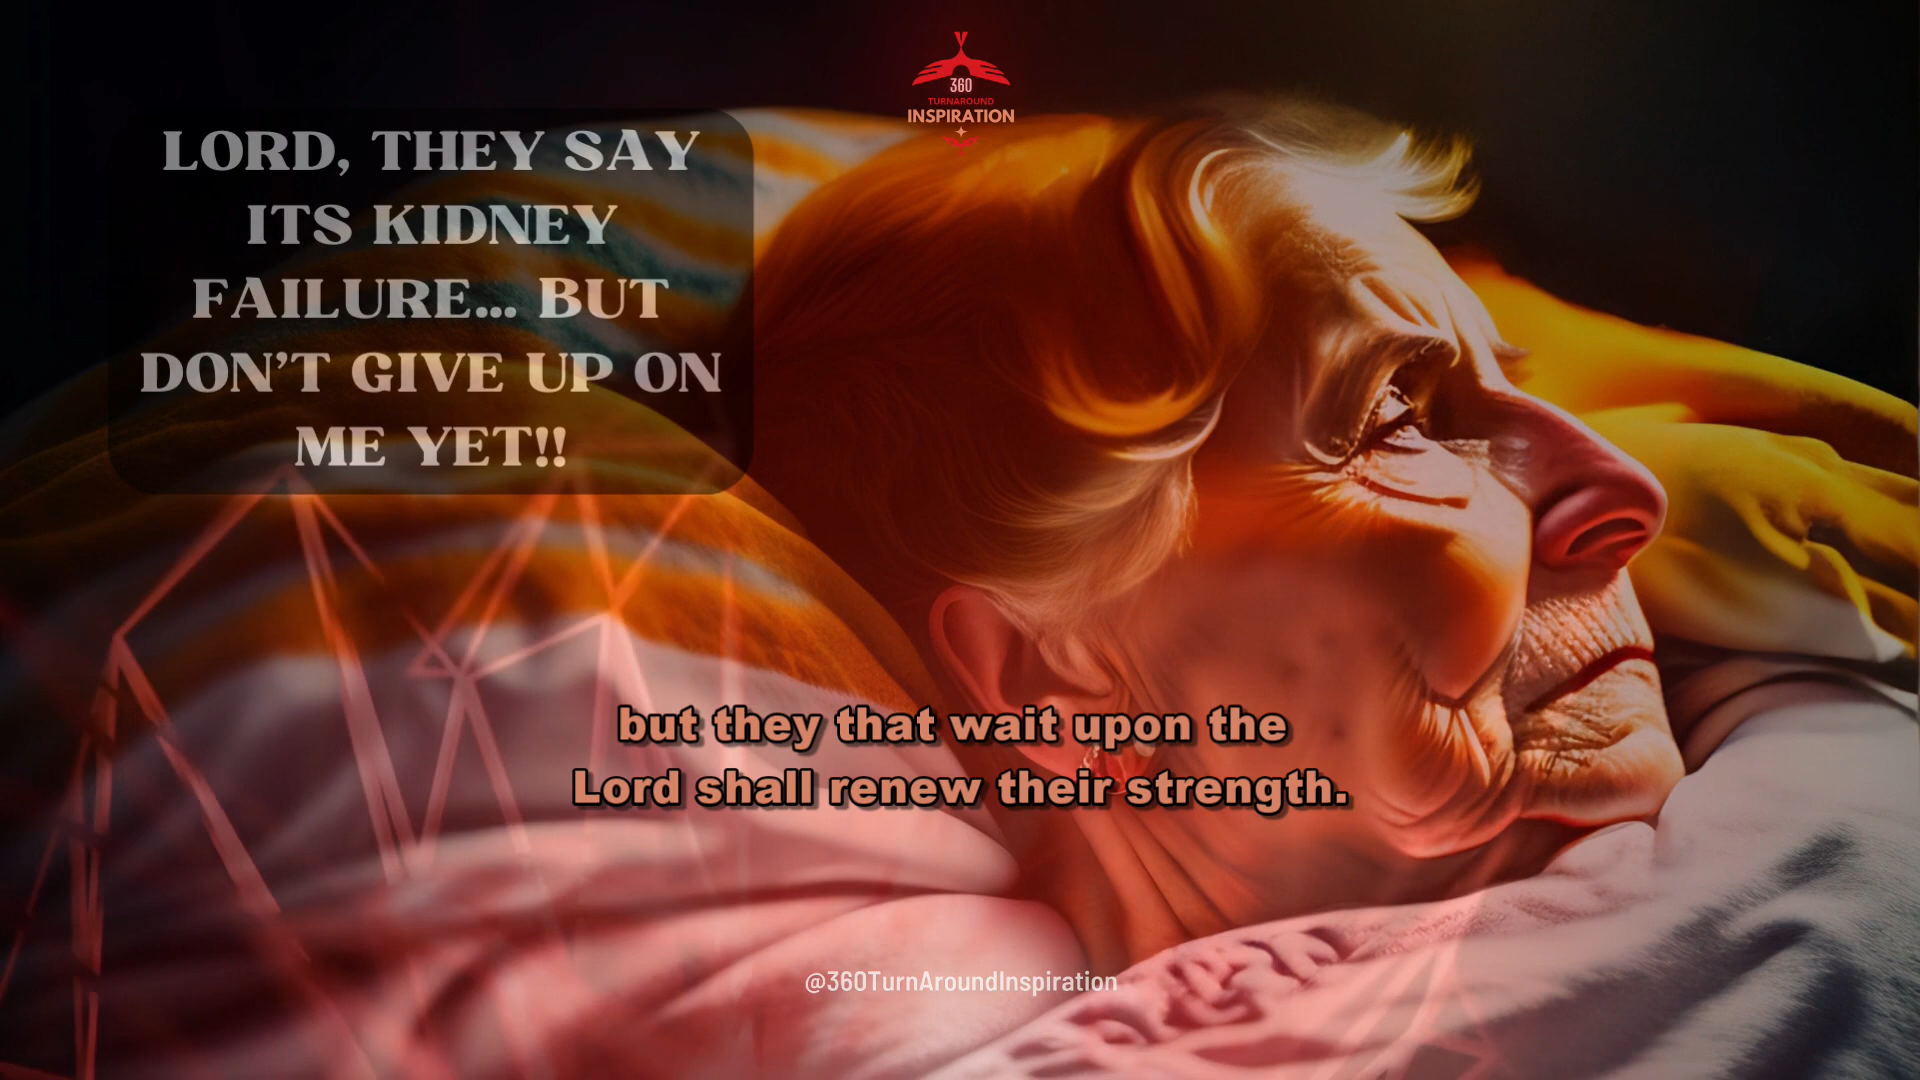 360
TURNAROUND
INSPIRATION
LORD, THEY SAY
ITS KIDNEY
FAILURE... BUT
DON'T GIVE UP ON
ME YET!!
but they that wait upon the
Lord shall renew their strength.
@360TurnAroundInspiration